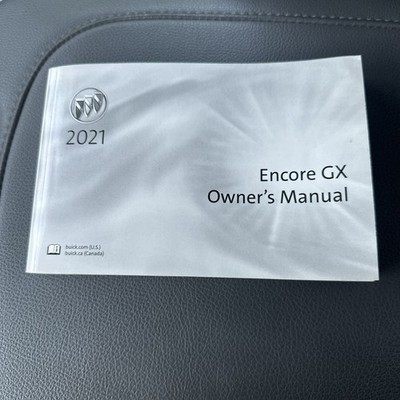 2021
Encore GX
Owner's Manual
buick.com (U.S.)
buick.ca (Canada)